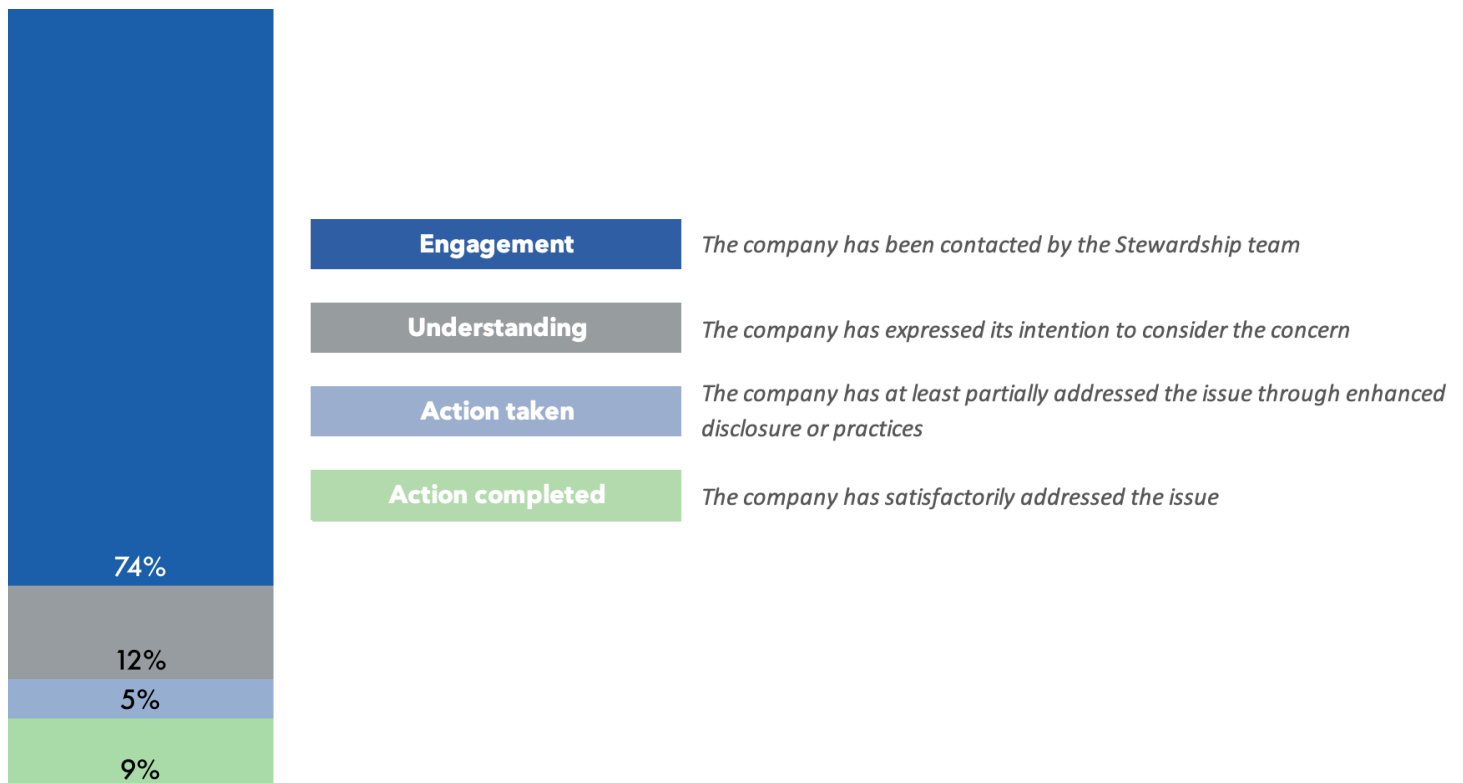 74%
12%
5%
9%
Engagement
The company has been contacted by the Stewardship team
Understanding
The company has expressed its intention to consider the concern
Action taken
The company has at least partially addressed the issue through enhanced
disclosure or practices
Action completed
The company has satisfactorily addressed the issue